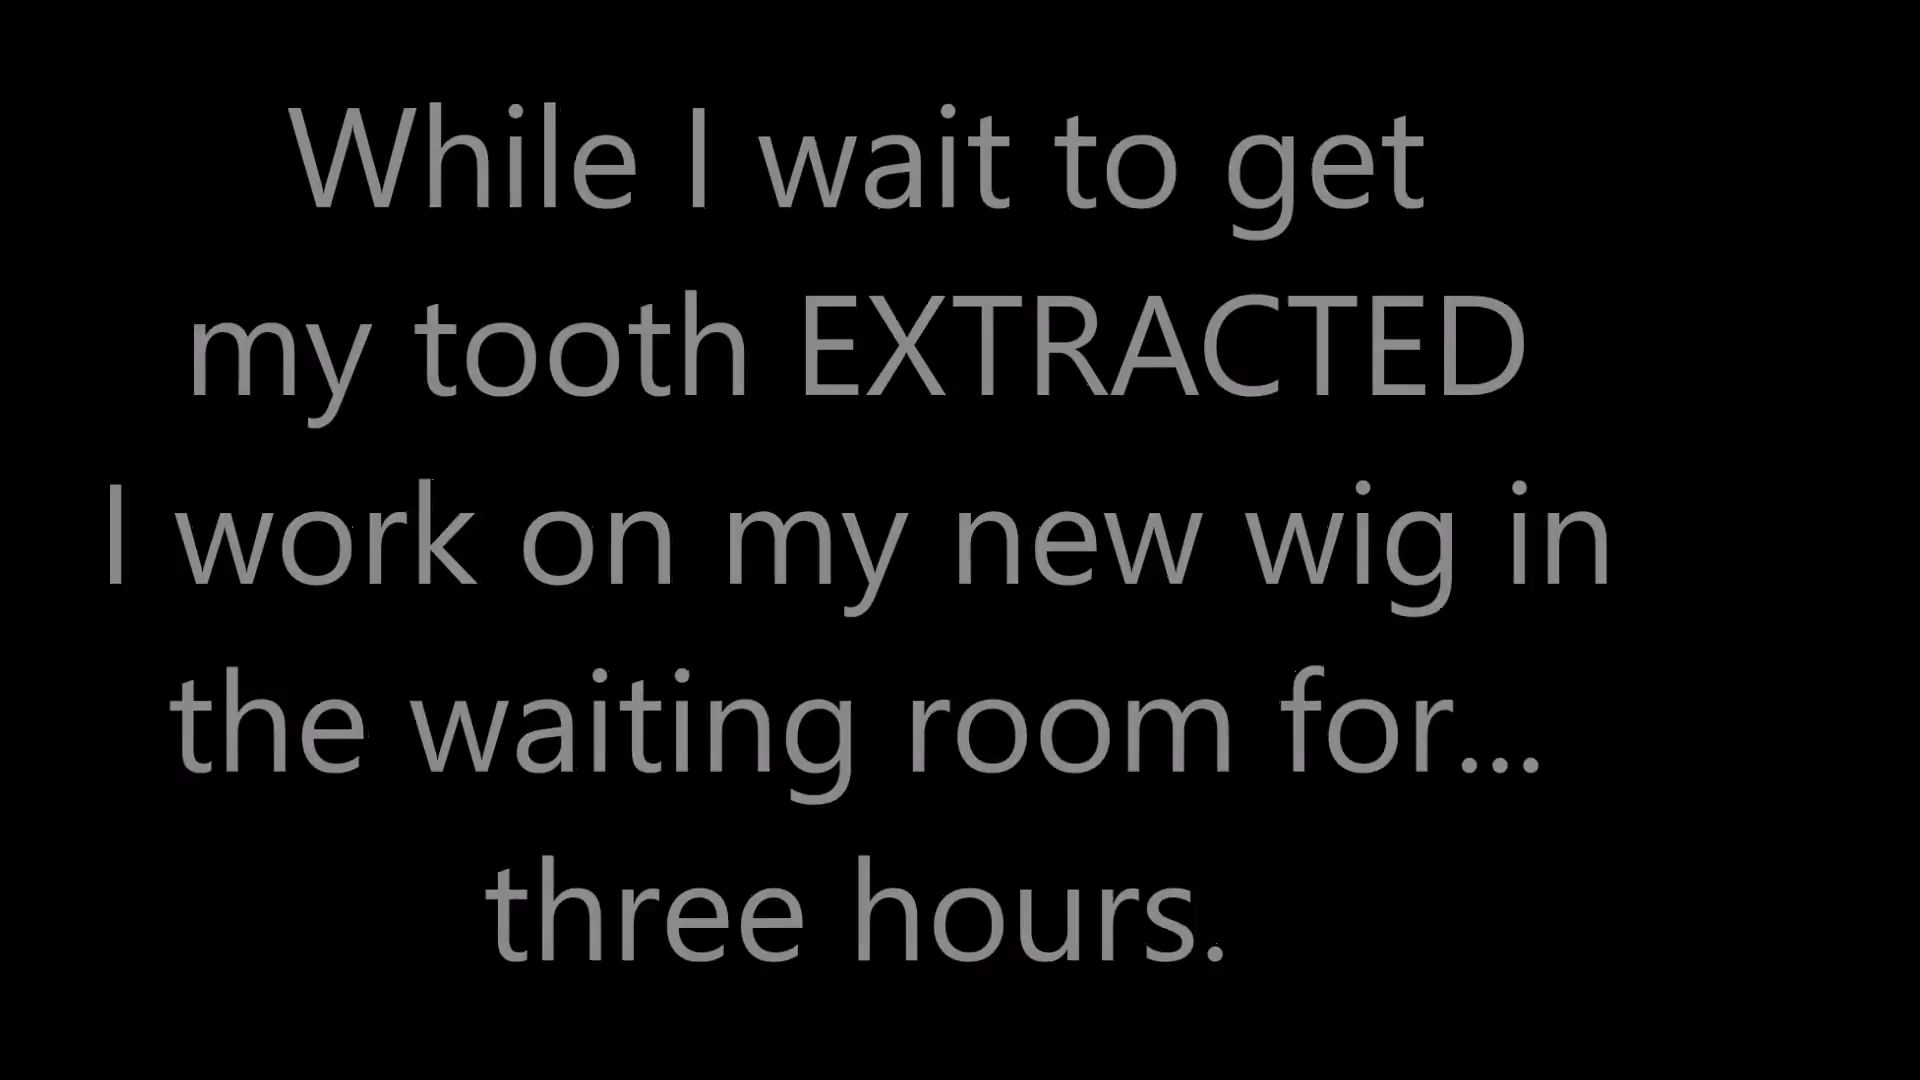 While I wait to get
my tooth EXTRACTED
I work on my new wig in
the waiting room for...
three hours.